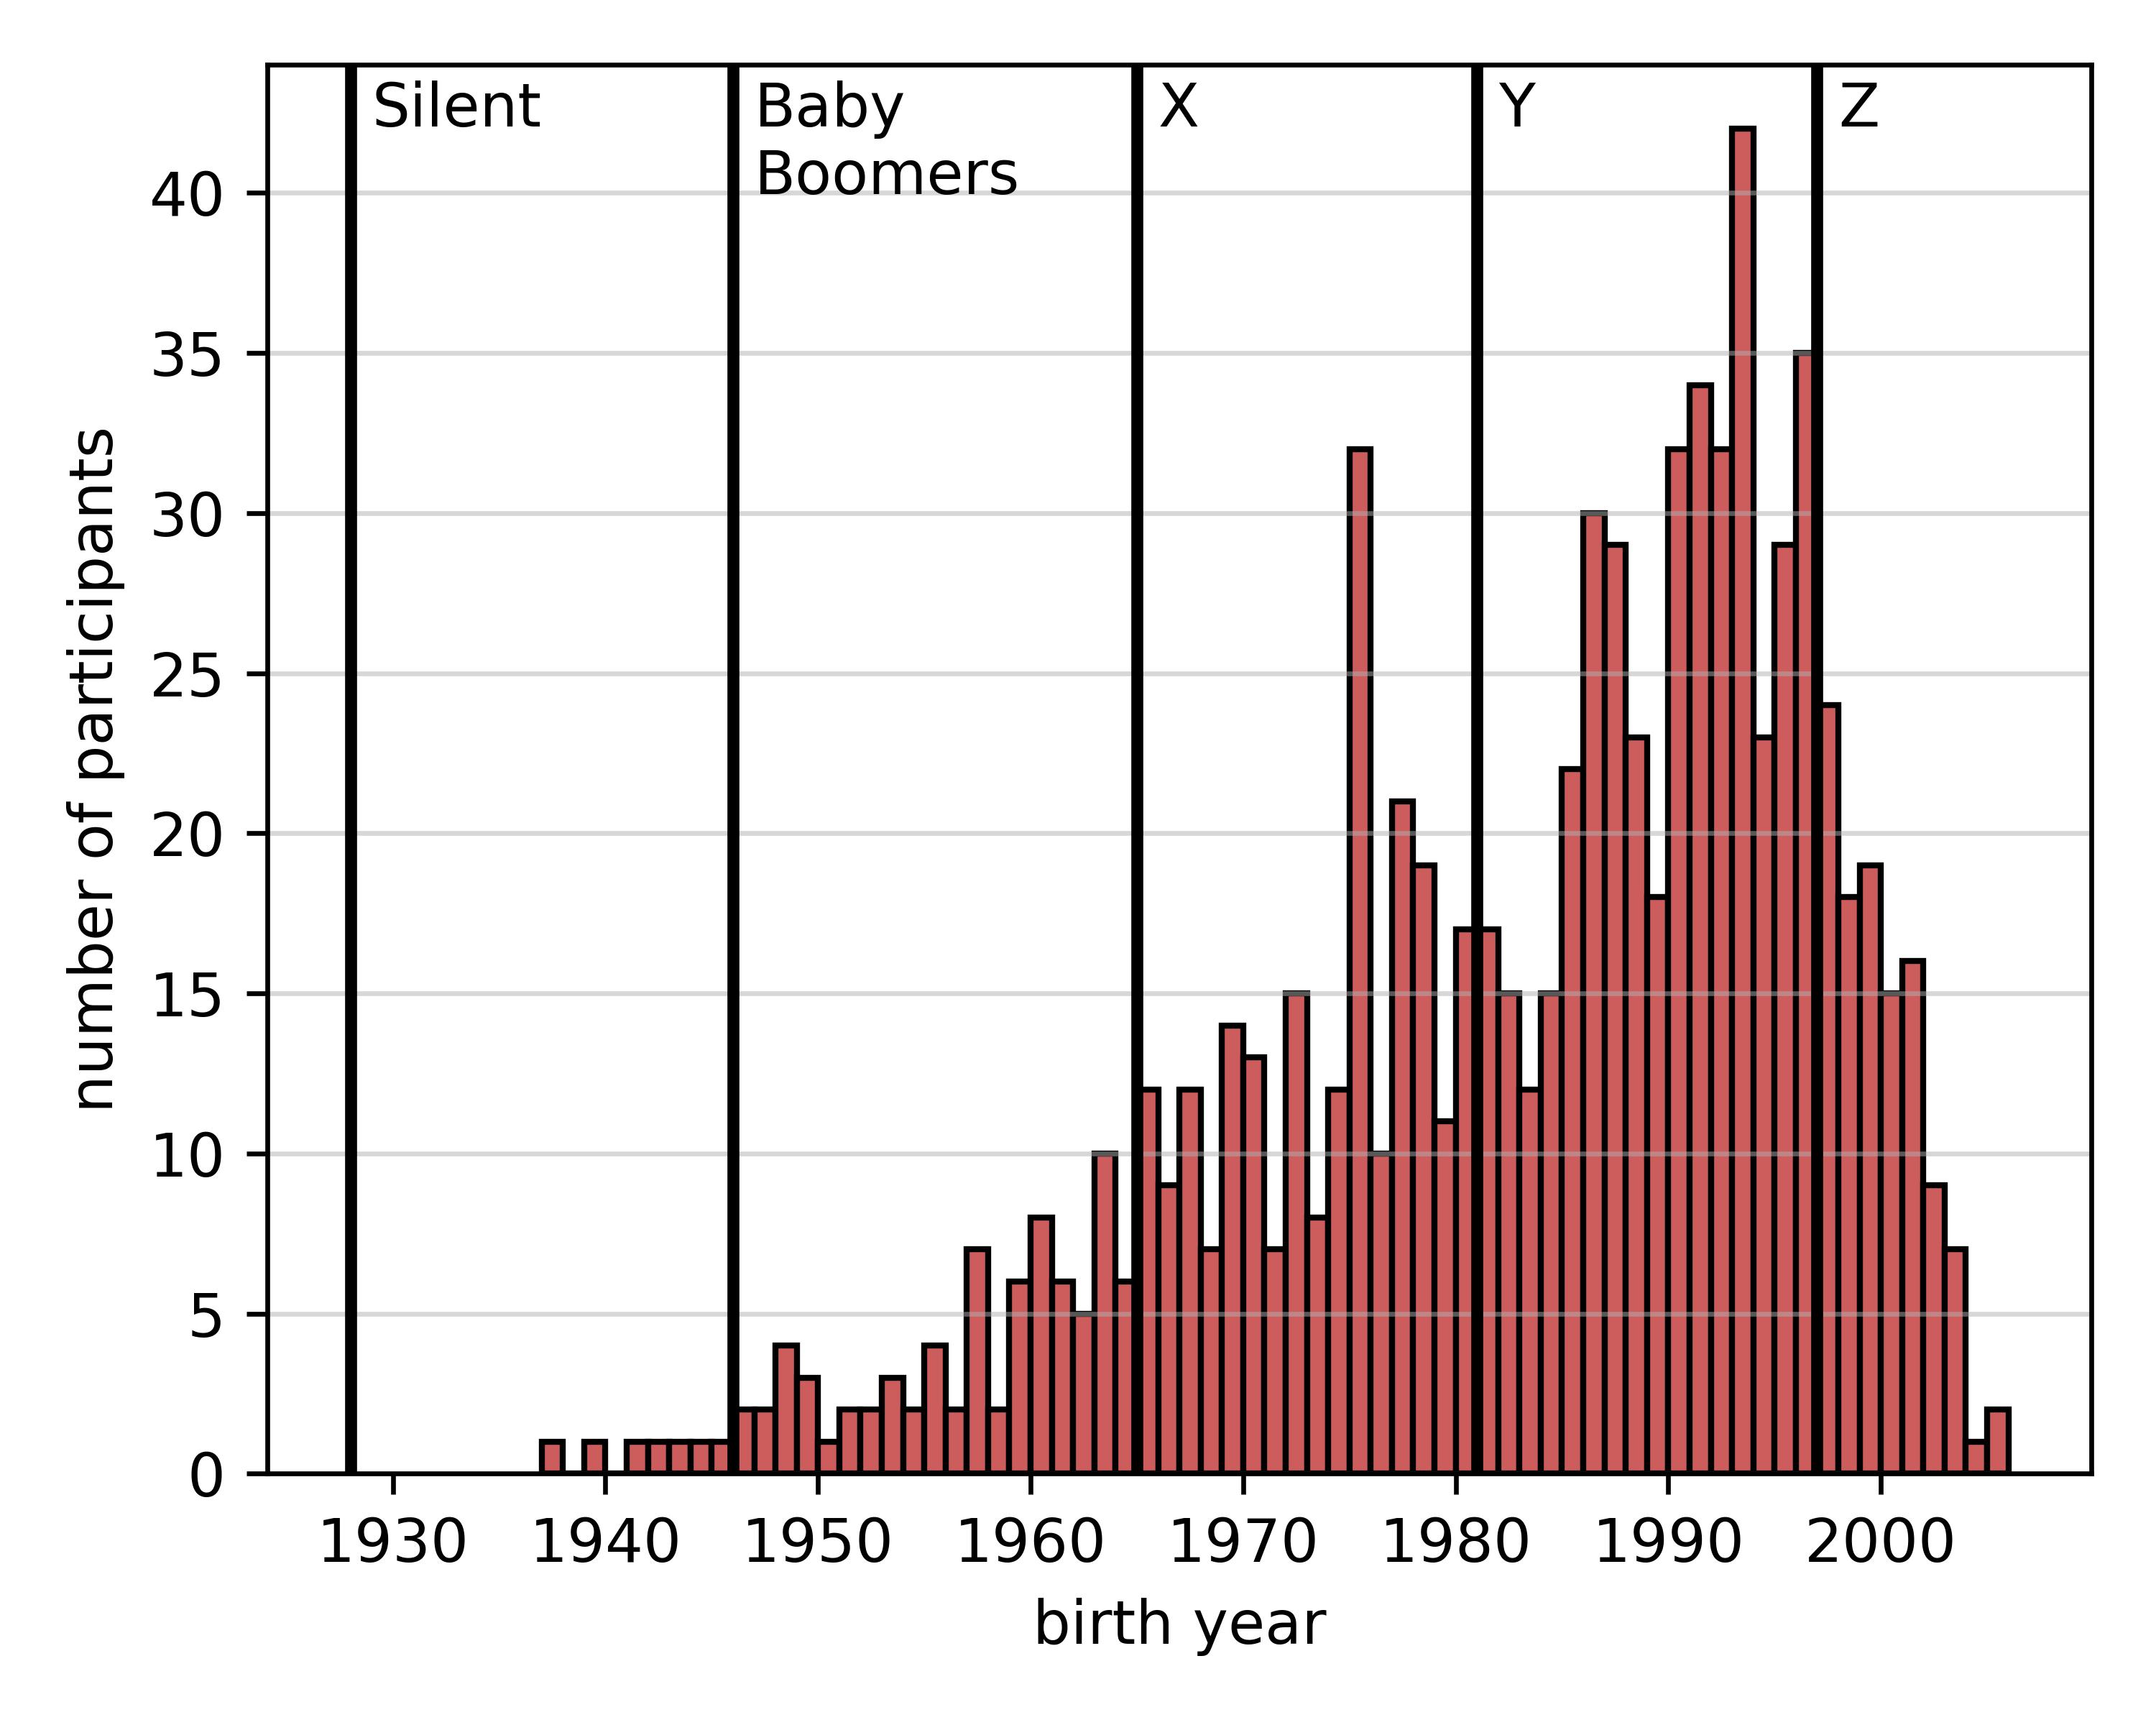 Silent
Baby
Boomers
X
Y
Z
40
35
30
25
20
15
10
5
0
number of participants
1930 1940 1950 1960 1970 1980 1990 2000
birth year